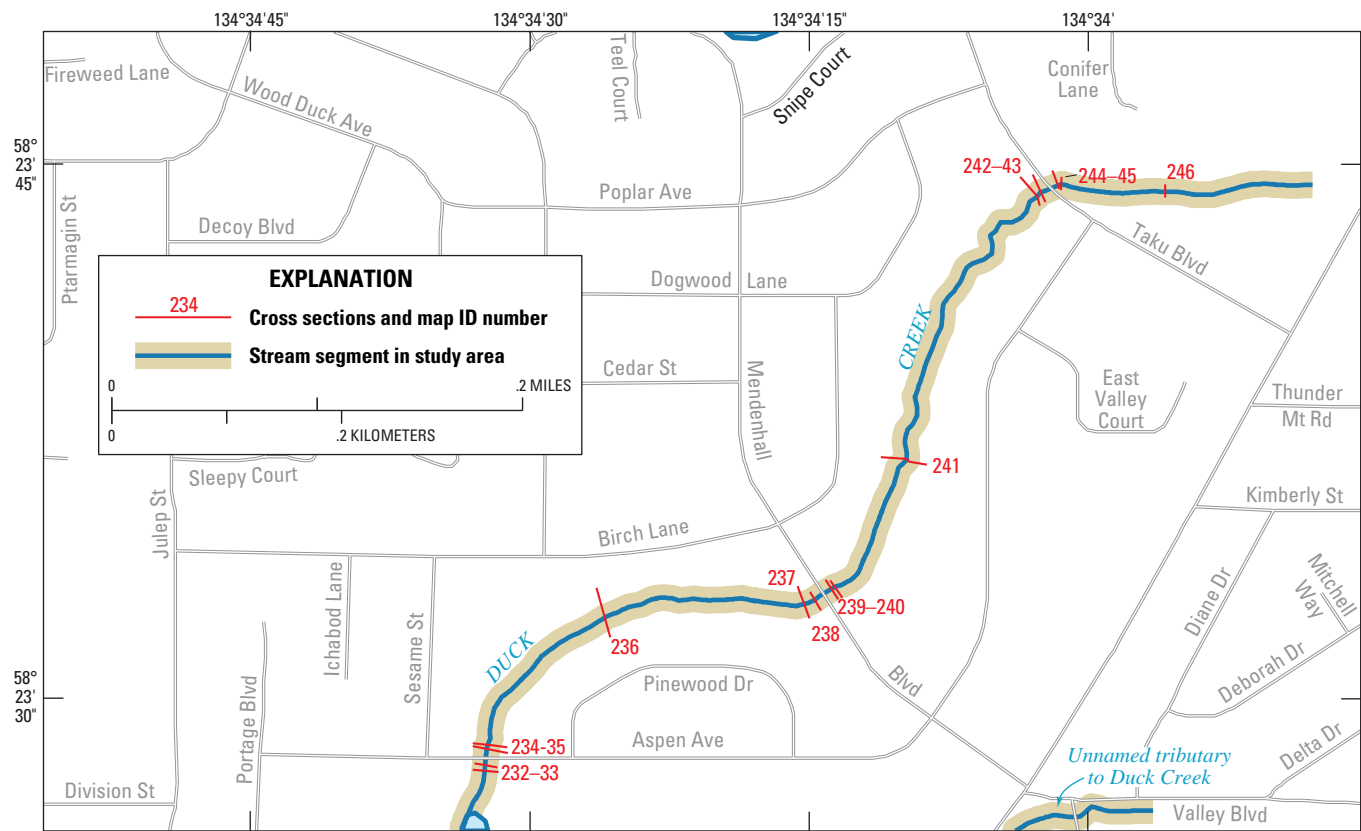 134°34'45"
134°34'30"
134°34'15"
134°34'
Fireweed Lane
Wood Duck Ave
Teel Court
Snipe Court
Conifer
Lane
58°
23'
45"
242–43
244–45
246
Ptarmagin St
Poplar Ave
Decoy Blvd
Taku Blvd
EXPLANATION
234
Cross sections and map ID number
Stream segment in study area
0
.2 MILES
0
.2 KILOMETERS
Dogwood Lane
CREEK
Cedar St
Mendenhall
East
Valley
Court
Thunder
Mt Rd
Sleepy Court
241
Julep St
Kimberly St
Birch Lane
Ichabod Lane
Sesame St
237
239–240
238
236
Diane Dr
Mitchell
Way
DUCK
Deborah Dr
58°
23'
30"
Portage Blvd
Pinewood Dr
Blvd
234-35
Aspen Ave
232–33
Delta Dr
Division St
Unnamed tributary
to Duck Creek
Valley Blvd